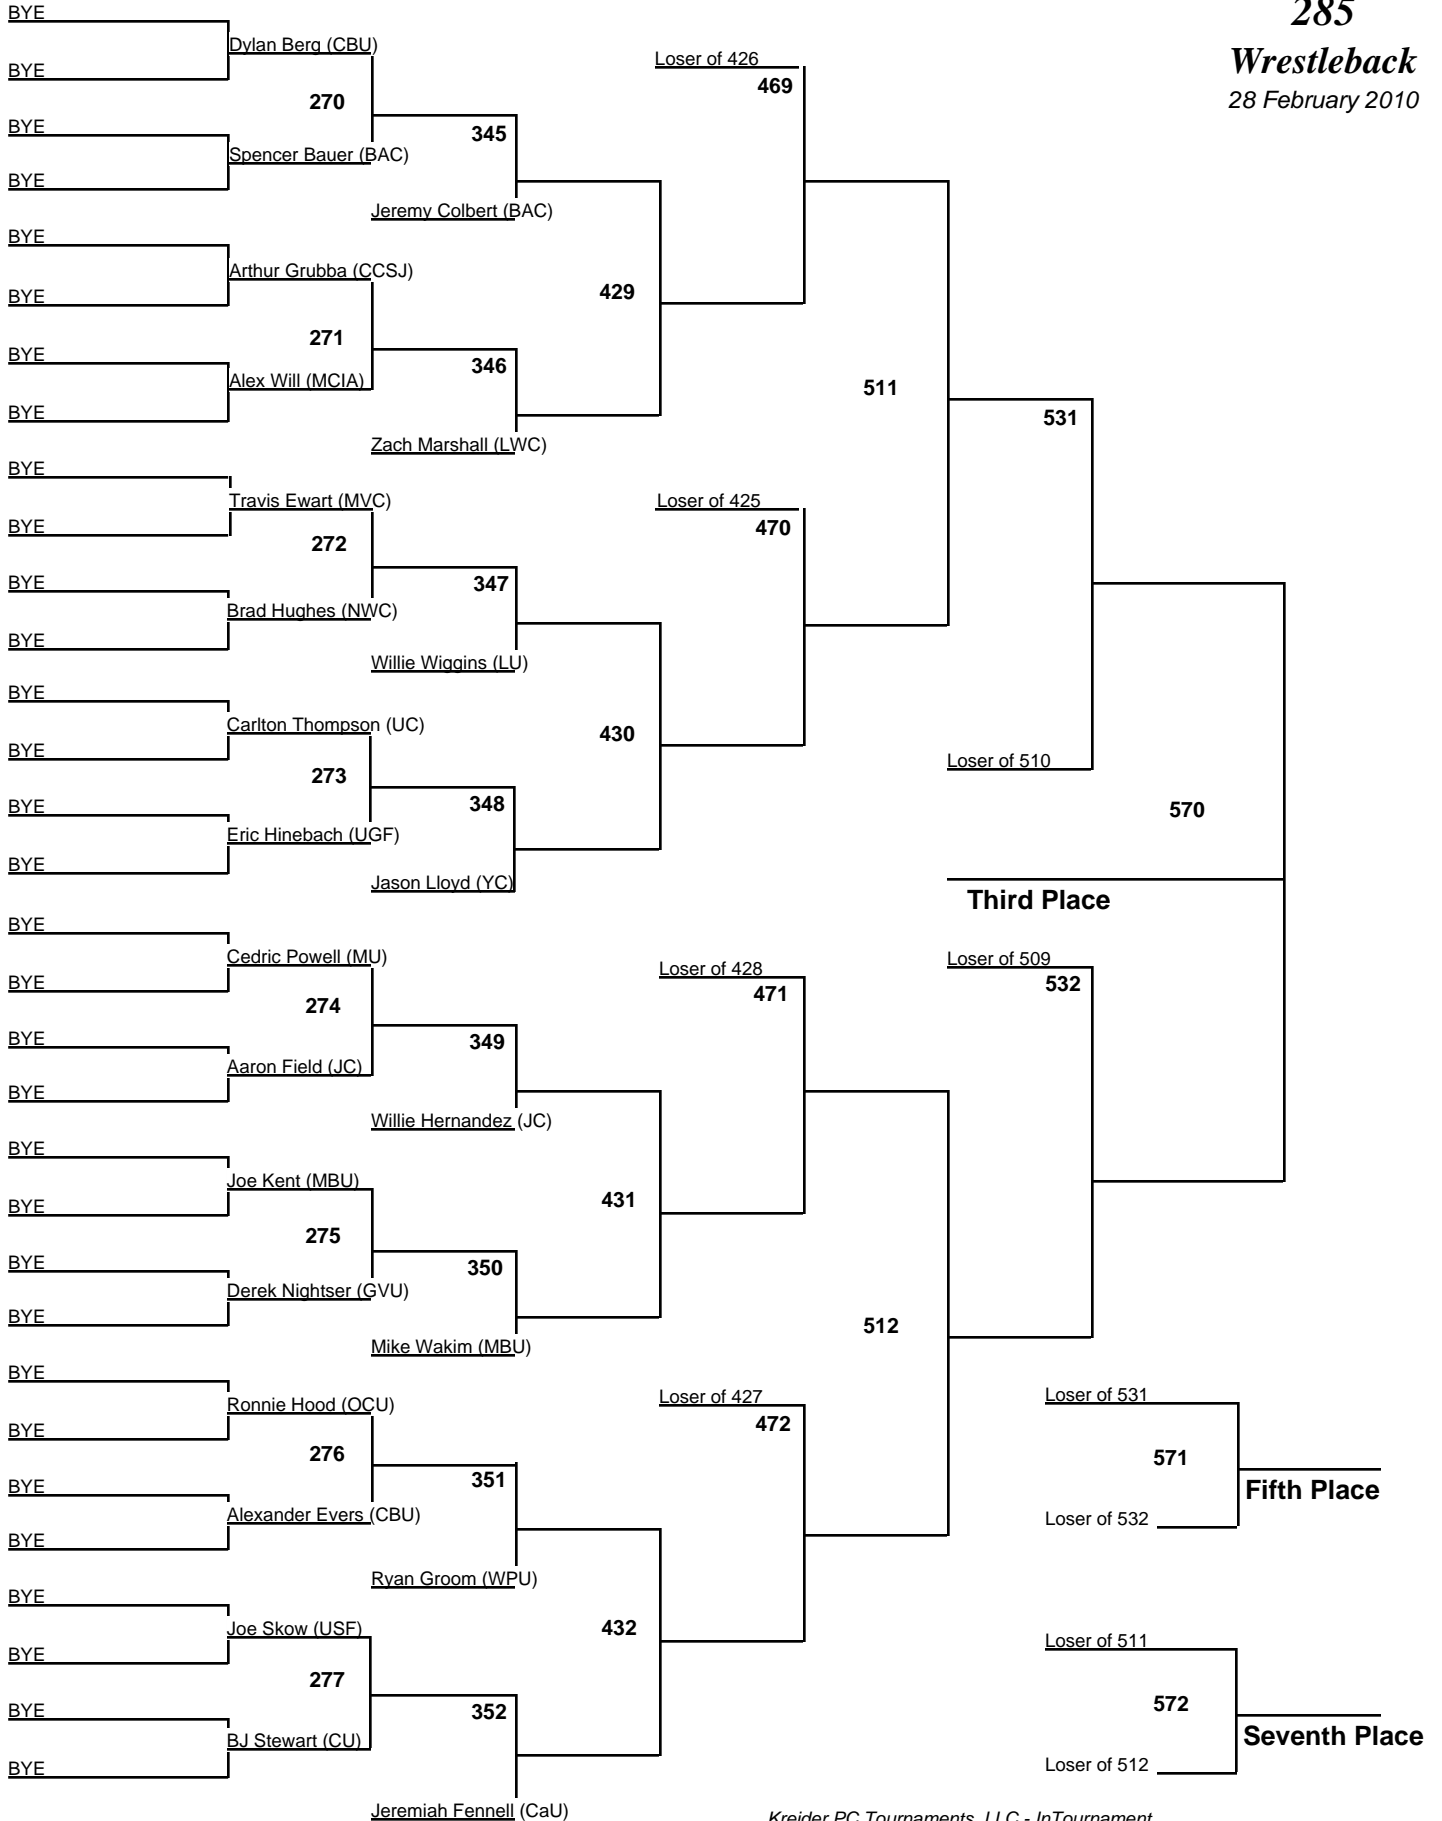 285
Wrestleback
28 February 2010
BYE
Dylan Berg (CBU)
Loser of 426
BYE
469
270
BYE
345
Spencer Bauer (BAC)
BYE
Jeremy Colbert (BAC)
BYE
Arthur Grubba (CCSJ)
BYE
429
271
BYE
346
Alex Will (MCIA)
511
BYE
531
Zach Marshall (LWC)
BYE
Travis Ewart (MVC)
Loser of 425
BYE
470
272
BYE
347
Brad Hughes (NWC)
BYE
Willie Wiggins (LU)
BYE
Carlton Thompson (UC)
430
BYE
Loser of 510
273
348
BYE
570
Eric Hinebach (UGF)
BYE
Jason Lloyd (YC)
Third Place
BYE
Cedric Powell (MU)
Loser of 428
Loser of 509
BYE
471
532
274
BYE
349
Aaron Field (JC)
BYE
Willie Hernandez (JC)
BYE
Joe Kent (MBU)
431
BYE
275
BYE
350
Derek Nightser (GVU)
BYE
512
Mike Wakim (MBU)
BYE
Ronnie Hood (OCU)
Loser of 427
Loser of 531
BYE
472
276
571
351
BYE
Fifth Place
Alexander Evers (CBU)
Loser of 532
BYE
Ryan Groom (WPU)
BYE
Joe Skow (USF)
432
Loser of 511
BYE
277
572
BYE
352
BJ Stewart (CU)
Seventh Place
BYE
Loser of 512
Jeremiah Fennell (CaU)
Kreider PC Tournaments, LLC - InTournament